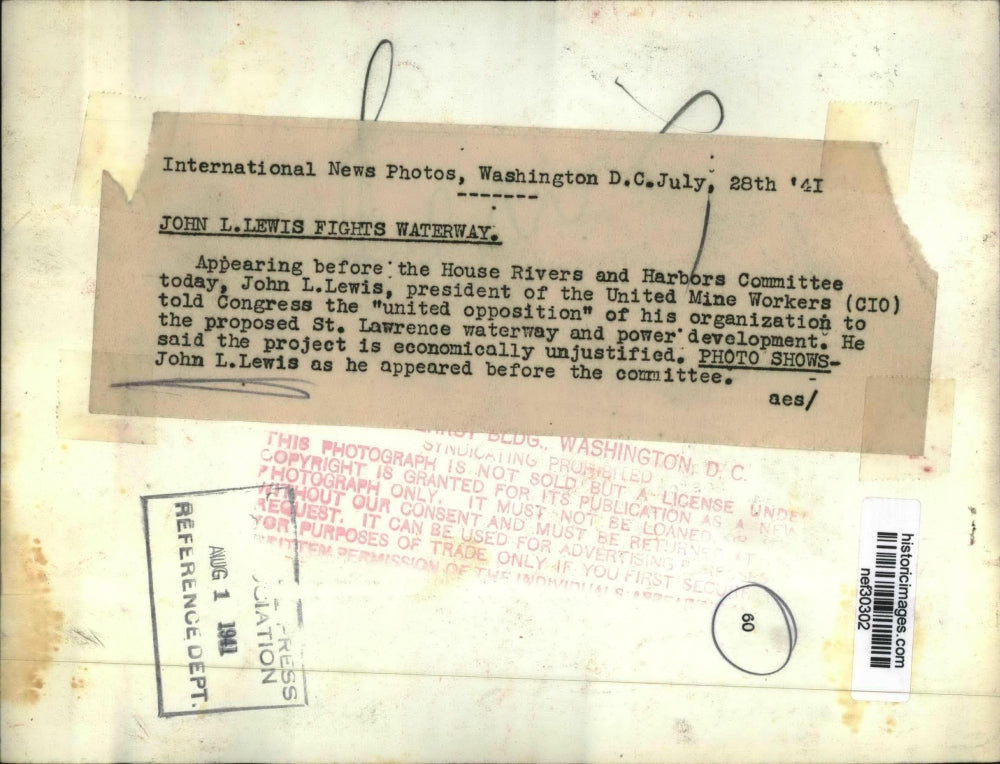 International News Photos, Washington D.C.July, 28th '4I
-------
JOHN L.LEWIS FIGHTS WATERWAY.
Appearing before the House Rivers and Harbors Committee
today, John L.Lewis, president of the United Mine Workers (CIO)
told Congress the "united opposition" of his organization to
the proposed St. Lawrence waterway and power development. He
said the project is economically unjustified. PHOTO SHOWS-
John L.Lewis as he appeared before the committee.
aes/
BLDG., WASHINGTON, D. C.
SYNDICATING PROHIBITED
THIS PHOTOGRAPH IS NOT SOLD BUT A LICENSE UNDER
COPYRIGHT IS GRANTED FOR ITS PUBLICATION AS A
PHOTOGRAPH ONLY. IT MUST NOT BE LOANED OR
WITHOUT OUR CONSENT AND MUST BE RETURNED AT
REQUEST. IT CAN BE USED FOR ADVERTISING
PURPOSES OF TRADE ONLY IF YOU FIRST SECURE
WRITTEN PERMISSION OF THE INDIVIDUALS
PRESS
REFERENCE DEPT.
AUG 1 1941
60
historicimages.com
nef30302